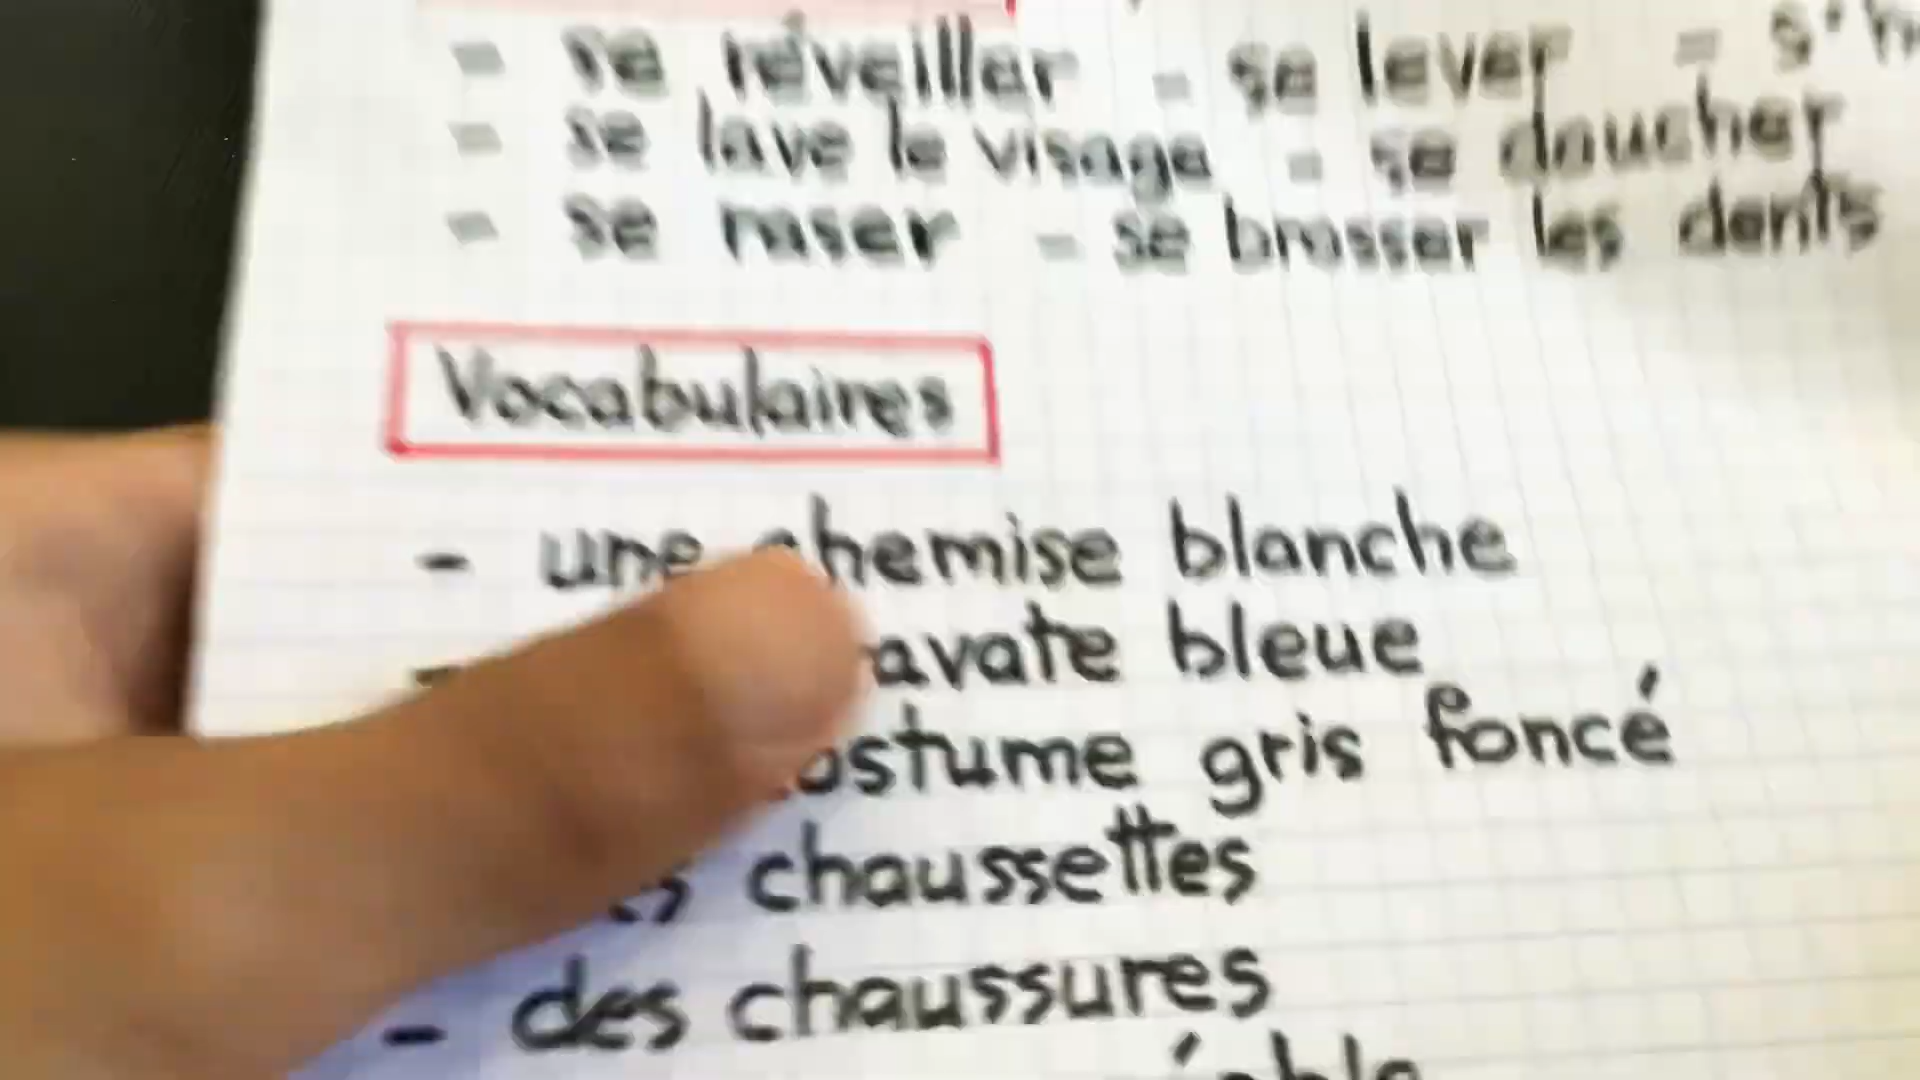 = se réveiller = se lever = s'h
= se lave le visage = se doucher
= se raser = se brosser les dents
Vocabulaires
- une chemise blanche
- avate bleue
ostume gris foncé
s chaussettes
- des chaussures
éable